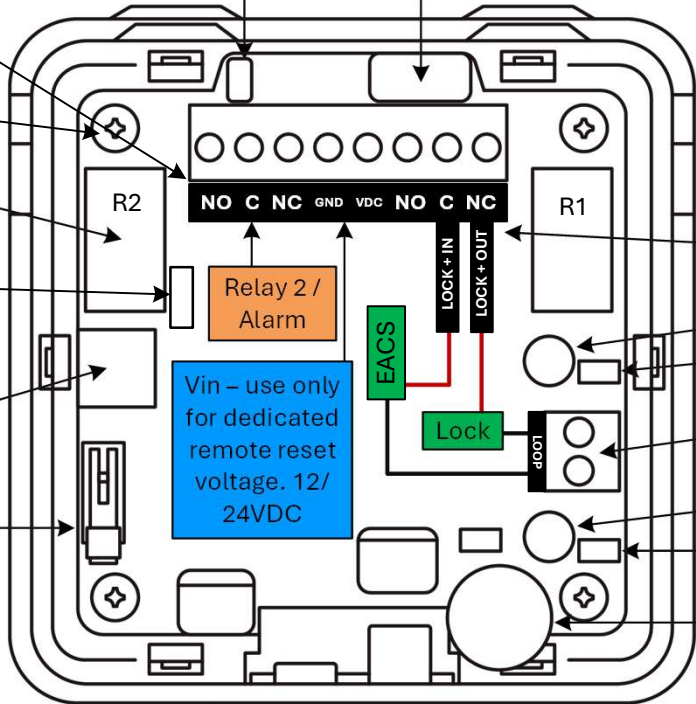 NO C NC GND VDC NO C NC
R2
R1
LOCK + IN
LOCK + OUT
Relay 2 /
Alarm
EACS
Vin – use only
for dedicated
remote reset
voltage. 12/
24VDC
Lock
LOOP